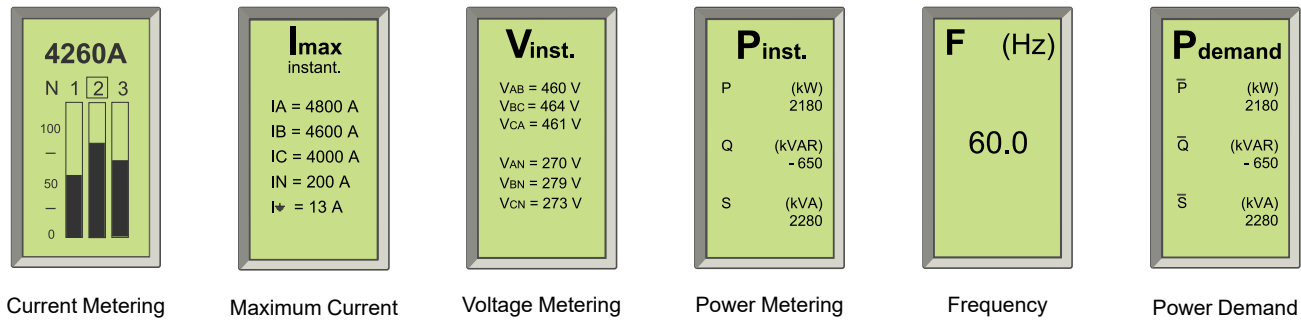 4260A
N 1 2 3
100
50
0
Current Metering
Imax
instant.
IA = 4800 A
IB = 4600 A
IC = 4000 A
IN = 200 A
I⏚ = 13 A
Maximum Current
Vinst.
VAB = 460 V
VBC = 464 V
VCA = 461 V
VAN = 270 V
VBN = 279 V
VCN = 273 V
Voltage Metering
Pinst.
P (kW)
2180
Q (kVAR)
- 650
S (kVA)
2280
Power Metering
F (Hz)
60.0
Frequency
Pdemand
P̅ (kW)
2180
Q̅ (kVAR)
- 650
S̅ (kVA)
2280
Power Demand